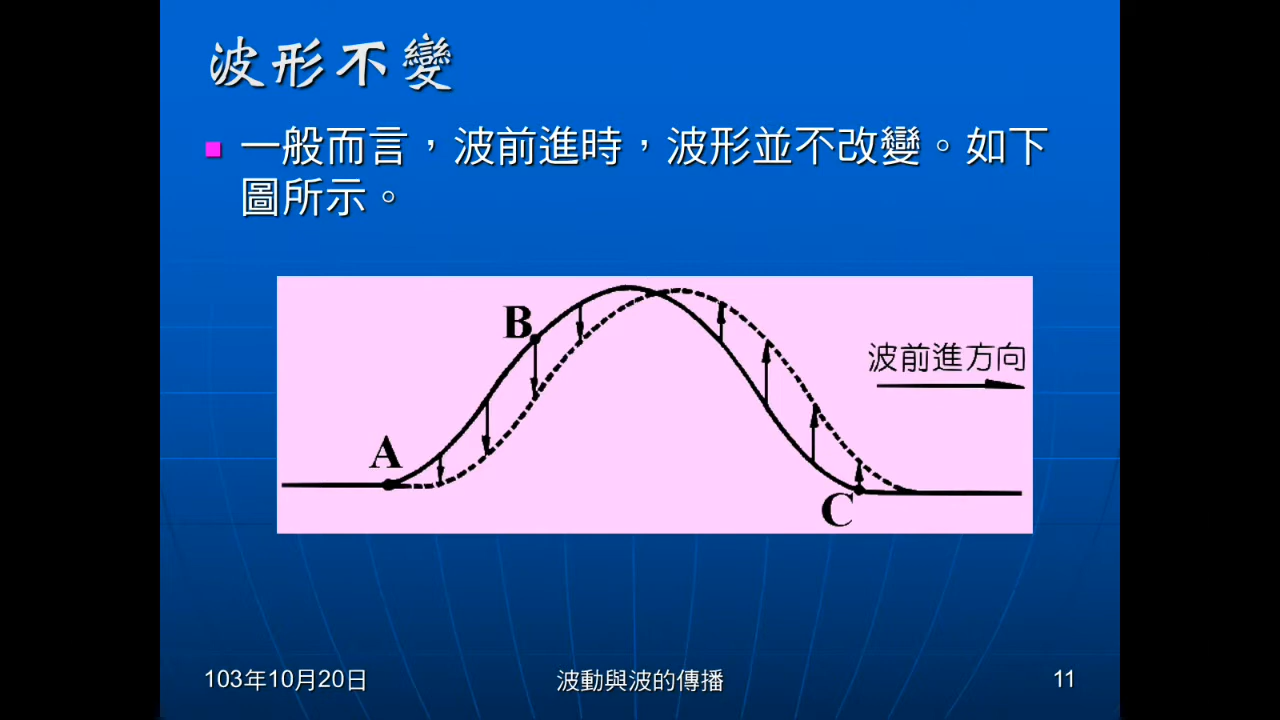 波形不變
一般而言，波前進時，波形並不改變。如下
圖所示。
B
波前進方向
A
C
103年10月20日
波動與波的傳播
11